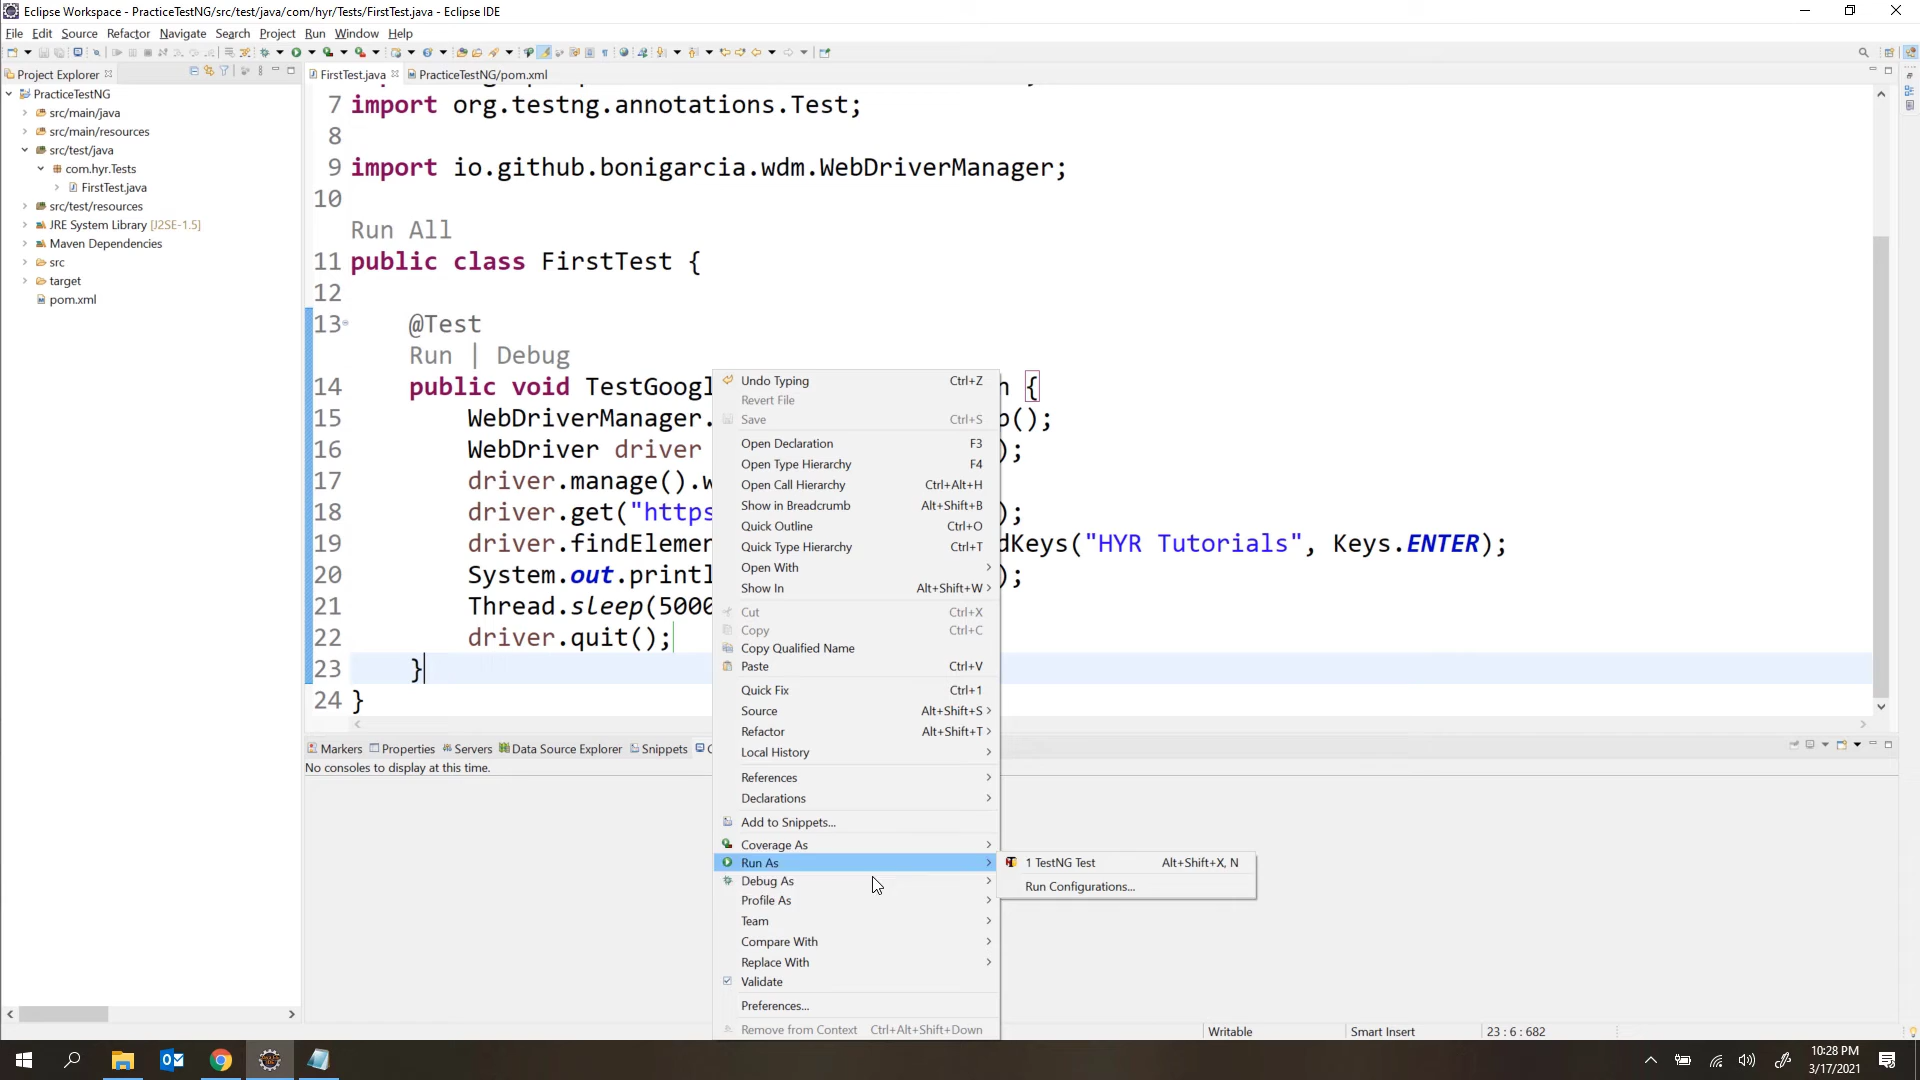 Eclipse Workspace - PracticeTestNG/src/test/java/com/hyr/Tests/FirstTest.java - Eclipse IDE
File Edit Source Refactor Navigate Search Project Run Window Help
Project Explorer
PracticeTestNG
src/main/java
src/main/resources
src/test/java
com.hyr.Tests
FirstTest.java
src/test/resources
JRE System Library [J2SE-1.5]
Maven Dependencies
src
target
pom.xml
FirstTest.java PracticeTestNG/pom.xml
7 import org.testng.annotations.Test;
8
9 import io.github.bonigarcia.wdm.WebDriverManager;
10
Run All
11 public class FirstTest {
12
13 @Test
Run | Debug
14 public void TestGoogl n {
15 WebDriverManager. p();
16 WebDriver driver );
17 driver.manage().w
18 driver.get("https );
19 driver.findElemen dKeys("HYR Tutorials", Keys.ENTER);
20 System.out.printl );
21 Thread.sleep(5000
22 driver.quit();
23 }
24 }
Undo Typing Ctrl+Z
Revert File
Save Ctrl+S
Open Declaration F3
Open Type Hierarchy F4
Open Call Hierarchy Ctrl+Alt+H
Show in Breadcrumb Alt+Shift+B
Quick Outline Ctrl+O
Quick Type Hierarchy Ctrl+T
Open With
Show In Alt+Shift+W
Cut Ctrl+X
Copy Ctrl+C
Copy Qualified Name
Paste Ctrl+V
Quick Fix Ctrl+1
Source Alt+Shift+S
Refactor Alt+Shift+T
Local History
References
Declarations
Add to Snippets...
Coverage As
Run As
Debug As
Profile As
Team
Compare With
Replace With
Validate
Preferences...
Remove from Context Ctrl+Alt+Shift+Down
1 TestNG Test Alt+Shift+X, N
Run Configurations...
Markers Properties Servers Data Source Explorer Snippets
No consoles to display at this time.
Writable Smart Insert 23 : 6 : 682
10:28 PM
3/17/2021